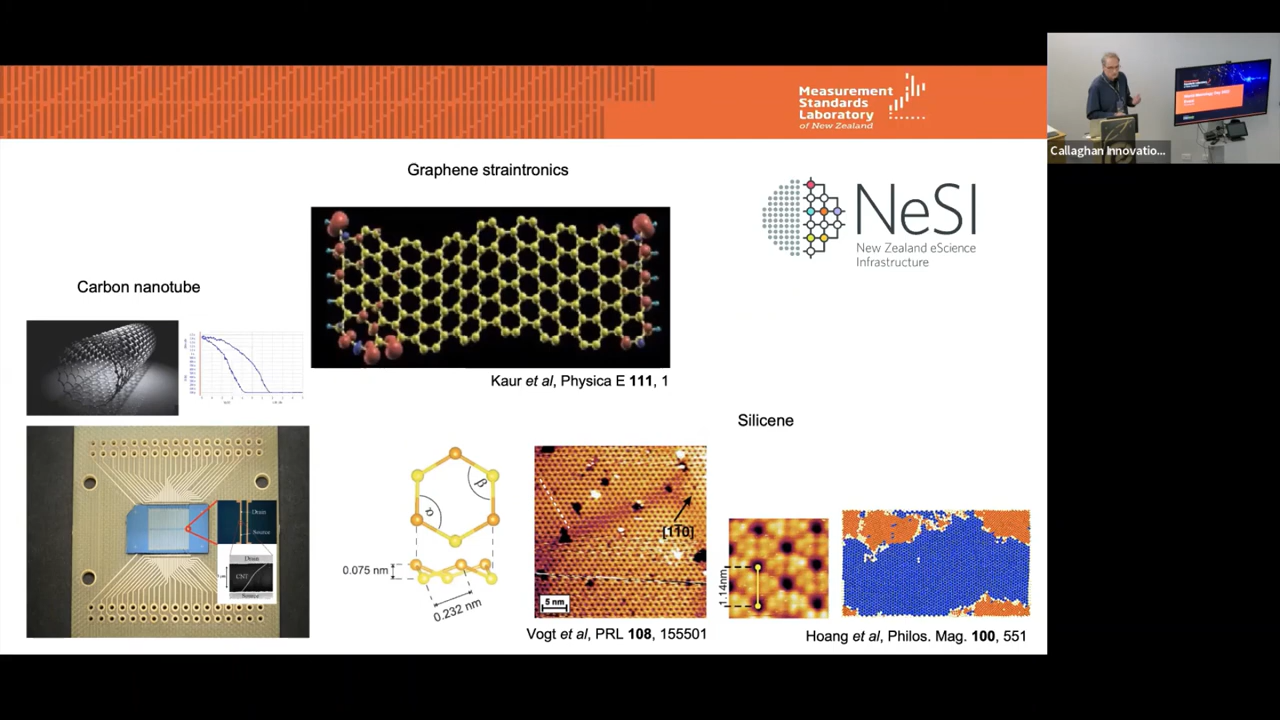 Measurement
Standards
Laboratory
of New Zealand
Callaghan Innovatio...
Graphene straintronics
NeSI
New Zealand eScience
Infrastructure
Carbon nanotube
Kaur et al, Physica E 111, 1
Silicene
β
α
0.075 nm
0.232 nm
[110]
5 nm
1.14nm
Drain
Source
Drain
CNT
Vogt et al, PRL 108, 155501
Hoang et al, Philos. Mag. 100, 551